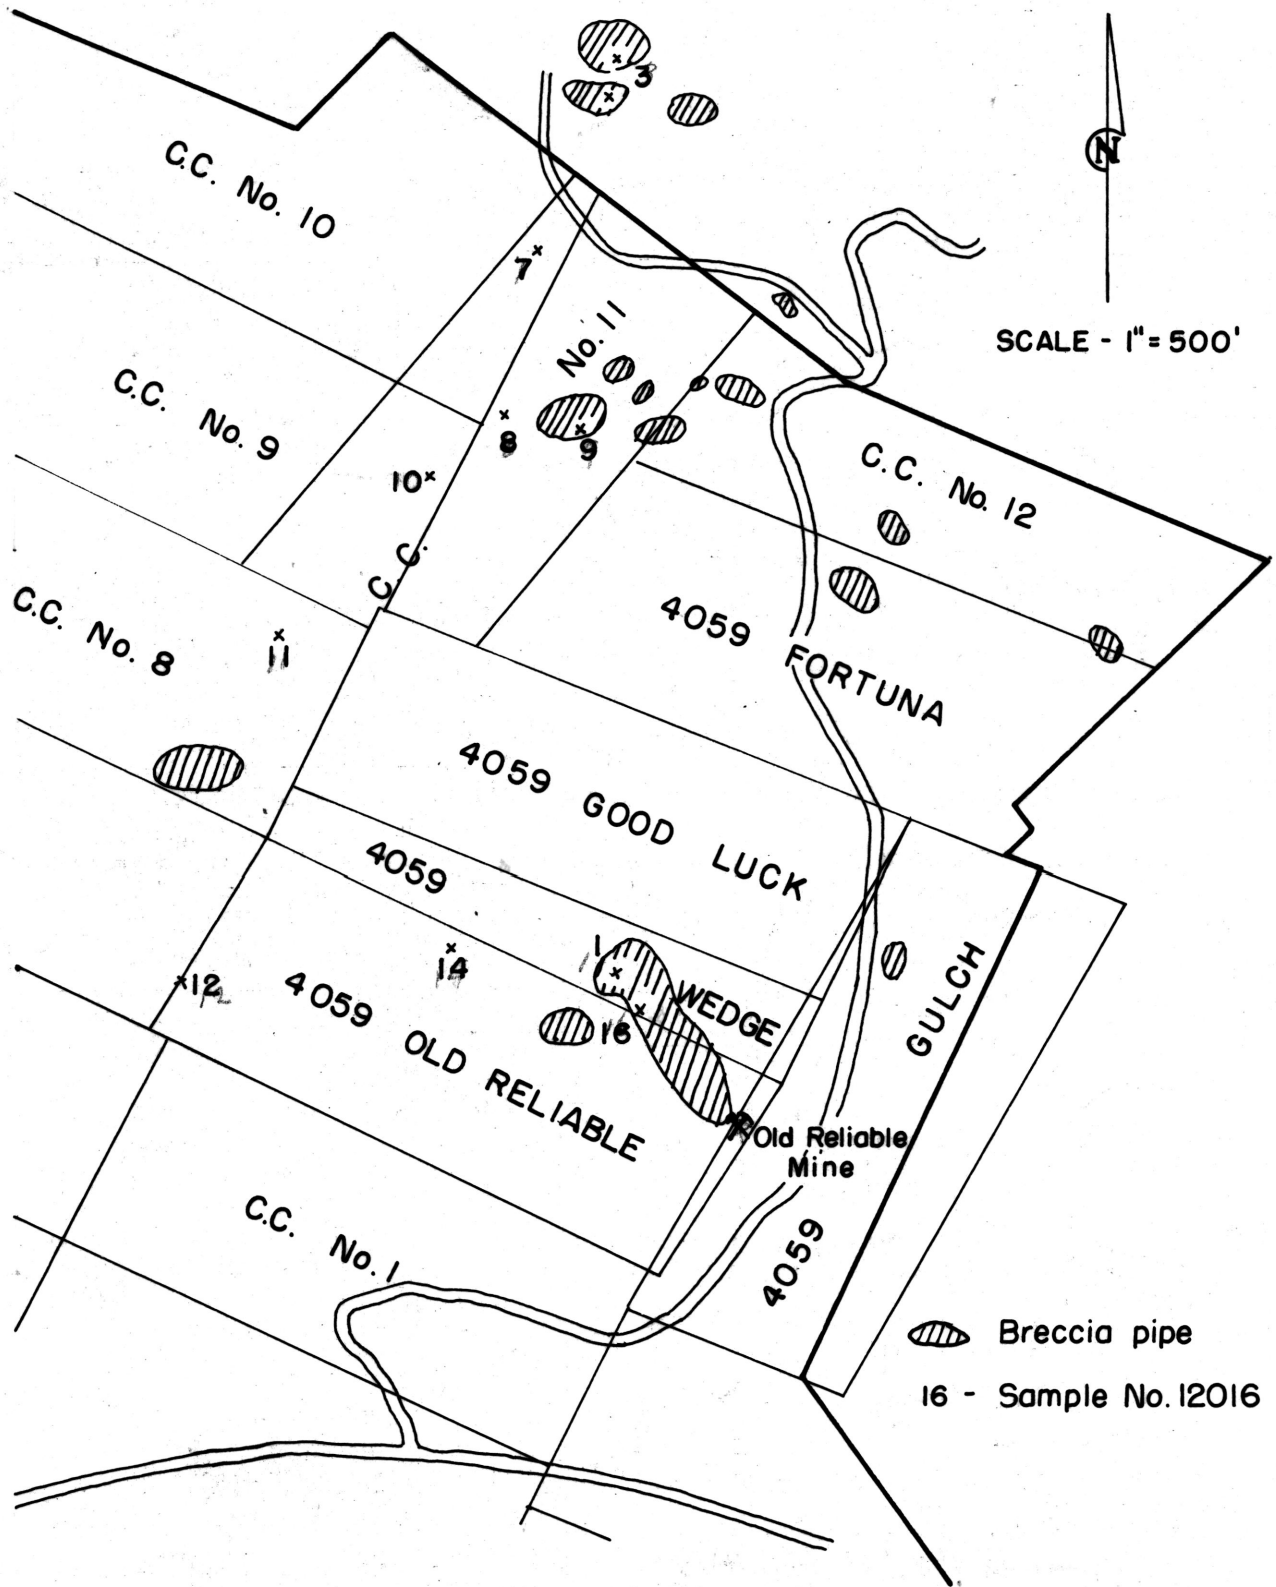 3
C.C. No. 10
N
7
SCALE - 1" = 500'
C.C. No. 11
C.C. No. 9
8
9
10
C.C. No. 12
C.C. No. 8
11
4059 FORTUNA
4059 GOOD LUCK
4059 WEDGE
1
14
12
16
4059 OLD RELIABLE
4059 GULCH
Old Reliable
Mine
C.C. No. 1
Breccia pipe
16 - Sample No. 12016